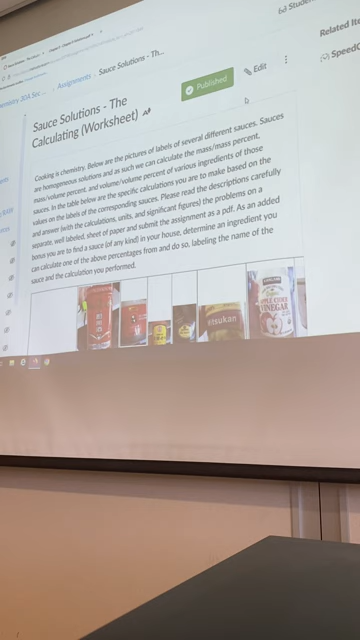 Related Ite
SpeedG
Assignments › Sauce Solutions - Th...
Published
Edit
Sauce Solutions - The
Calculating (Worksheet)
Cooking is chemistry. Below are the pictures of labels of several different sauces. Sauces
are homogeneous solutions and as such we can calculate the mass/mass percent,
mass/volume percent, and volume/volume percent of various ingredients of those
sauces. In the table below are the specific calculations you are to make based on the
values on the labels of the corresponding sauces. Please read the descriptions carefully
and answer (with the calculations, units, and significant figures) the problems on a
separate, well labeled, sheet of paper and submit the assignment as a pdf. As an added
bonus you are to find a sauce (of any kind) in your house, determine an ingredient you
can calculate one of the above percentages from and do so, labeling the name of the
sauce and the calculation you performed.
KIRKLAND
APPLE CIDER
VINEGAR